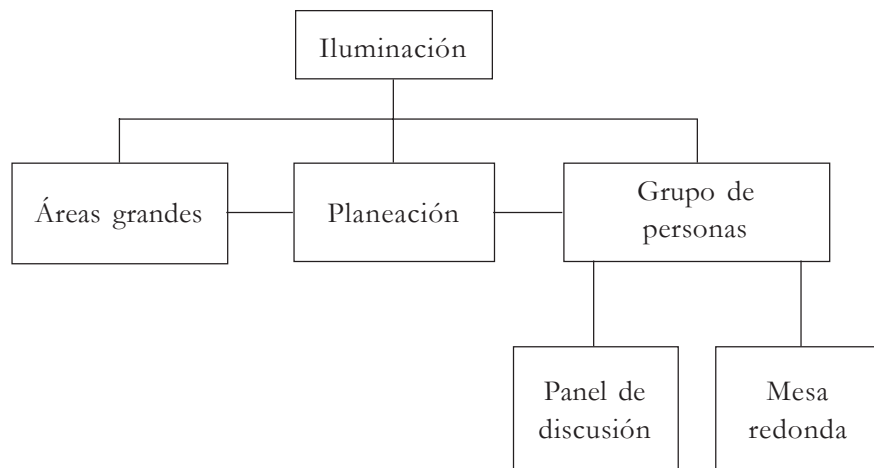 Iluminación
Áreas grandes
Planeación
Grupo de
personas
Panel de
discusión
Mesa
redonda